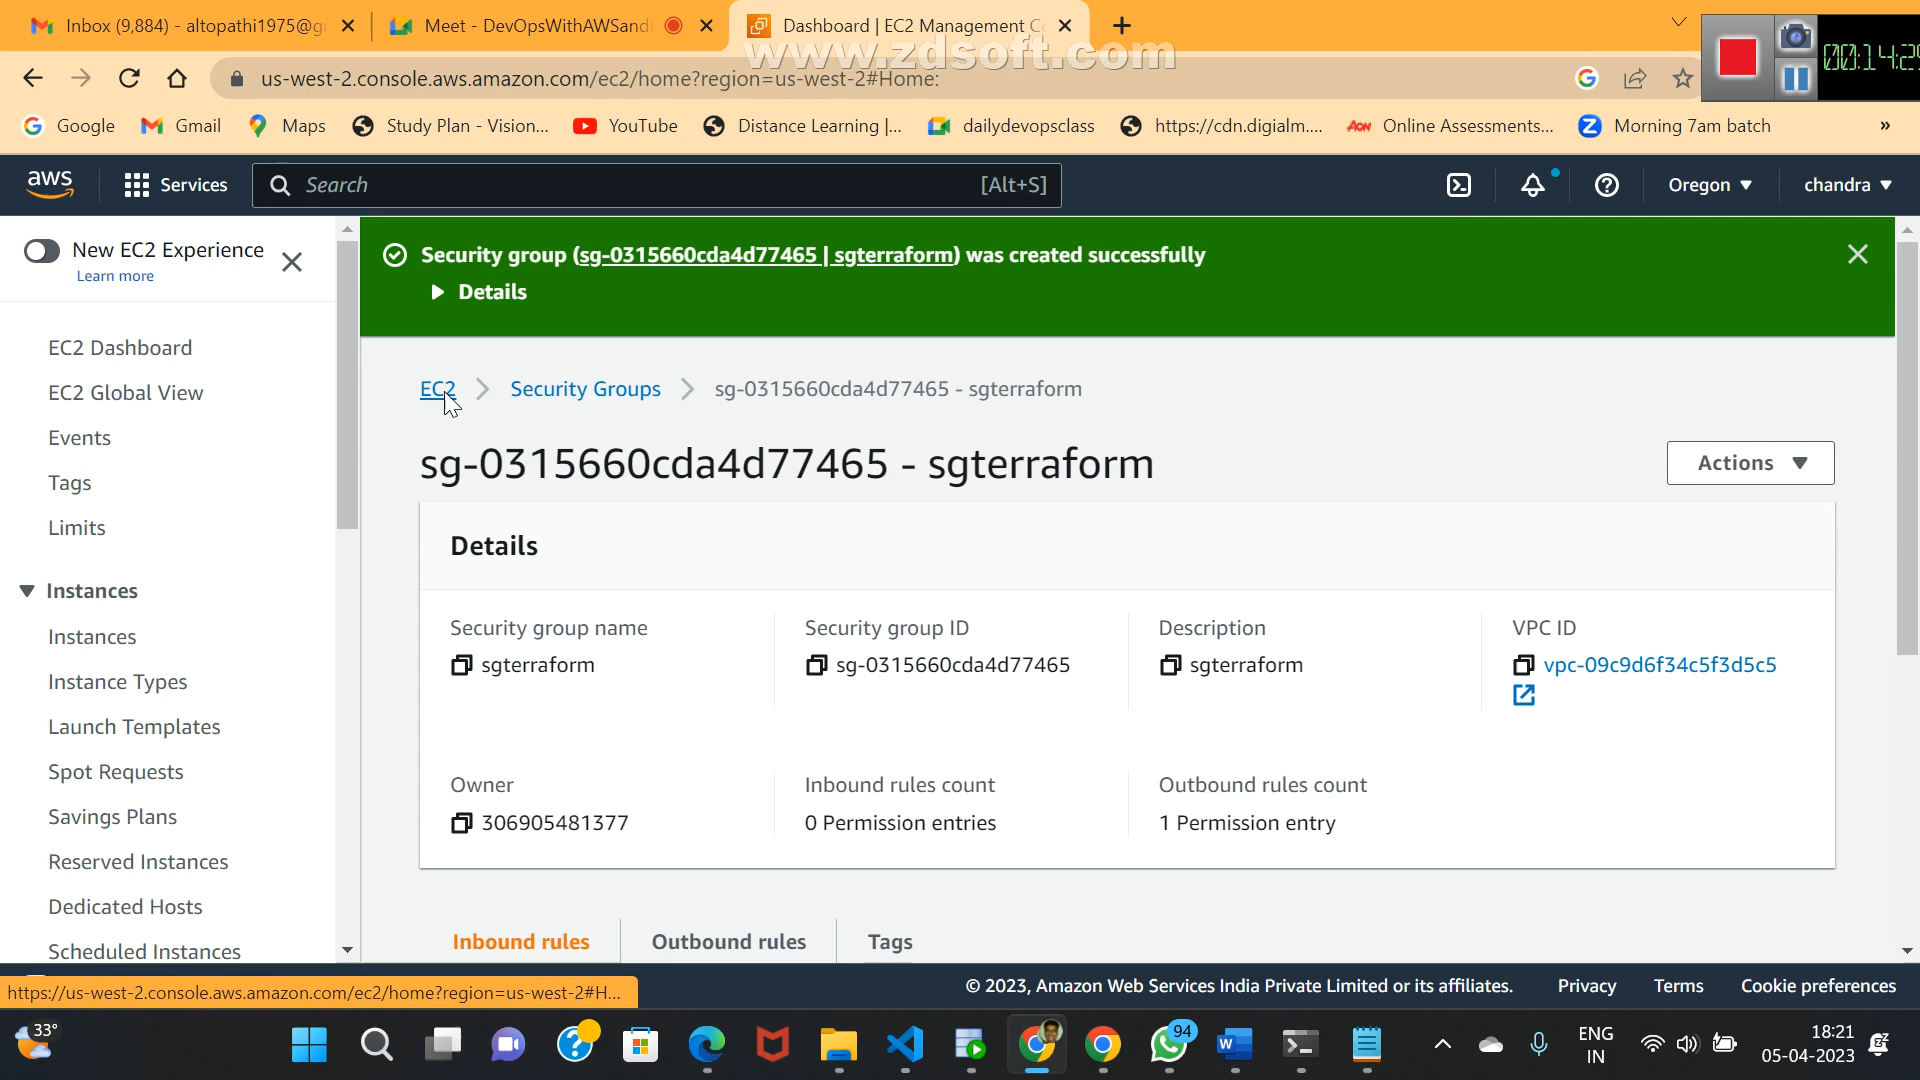 Inbox (9,884) - altopathi1975@g
Meet - DevOpsWithAWSand
Dashboard | EC2 Management Co
www.zdsoft.com
00:14:29
us-west-2.console.aws.amazon.com/ec2/home?region=us-west-2#Home:
Google
Gmail
Maps
Study Plan - Vision...
YouTube
Distance Learning |...
dailydevopsclass
https://cdn.digialm....
Aon
Online Assessments...
Morning 7am batch
aws
Services
Search
[Alt+S]
Oregon
chandra
New EC2 Experience
Learn more
EC2 Dashboard
EC2 Global View
Events
Tags
Limits
Instances
Instances
Instance Types
Launch Templates
Spot Requests
Savings Plans
Reserved Instances
Dedicated Hosts
Scheduled Instances
Security group (sg-0315660cda4d77465 | sgterraform) was created successfully
Details
EC2
Security Groups
sg-0315660cda4d77465 - sgterraform
sg-0315660cda4d77465 - sgterraform
Actions
Details
Security group name
sgterraform
Security group ID
sg-0315660cda4d77465
Description
sgterraform
VPC ID
vpc-09c9d6f34c5f3d5c5
Owner
306905481377
Inbound rules count
0 Permission entries
Outbound rules count
1 Permission entry
Inbound rules
Outbound rules
Tags
https://us-west-2.console.aws.amazon.com/ec2/home?region=us-west-2#H...
© 2023, Amazon Web Services India Private Limited or its affiliates.
Privacy
Terms
Cookie preferences
33°
94
ENG
IN
18:21
05-04-2023